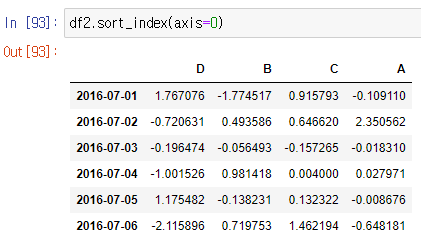 In [93]: df2.sort_index(axis=0)
Out[93]:
D B C A
2016-07-01 1.767076 -1.774517 0.915793 -0.109110
2016-07-02 -0.720631 0.493586 0.646620 2.350562
2016-07-03 -0.196474 -0.056493 -0.157265 -0.018310
2016-07-04 -1.001526 0.981418 0.004000 0.027971
2016-07-05 1.175482 -0.138231 0.132322 -0.008676
2016-07-06 -2.115896 0.719753 1.462194 -0.648181